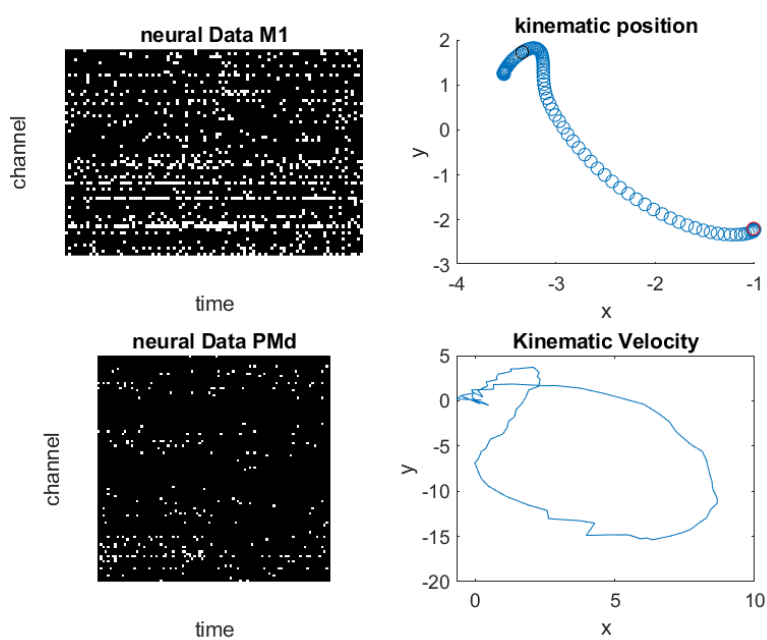 neural Data M1
channel
time
kinematic position
2
1
0
-1
-2
-3
y
-4
-3
-2
-1
x
neural Data PMd
channel
time
Kinematic Velocity
5
0
-5
-10
-15
-20
y
0
5
10
x